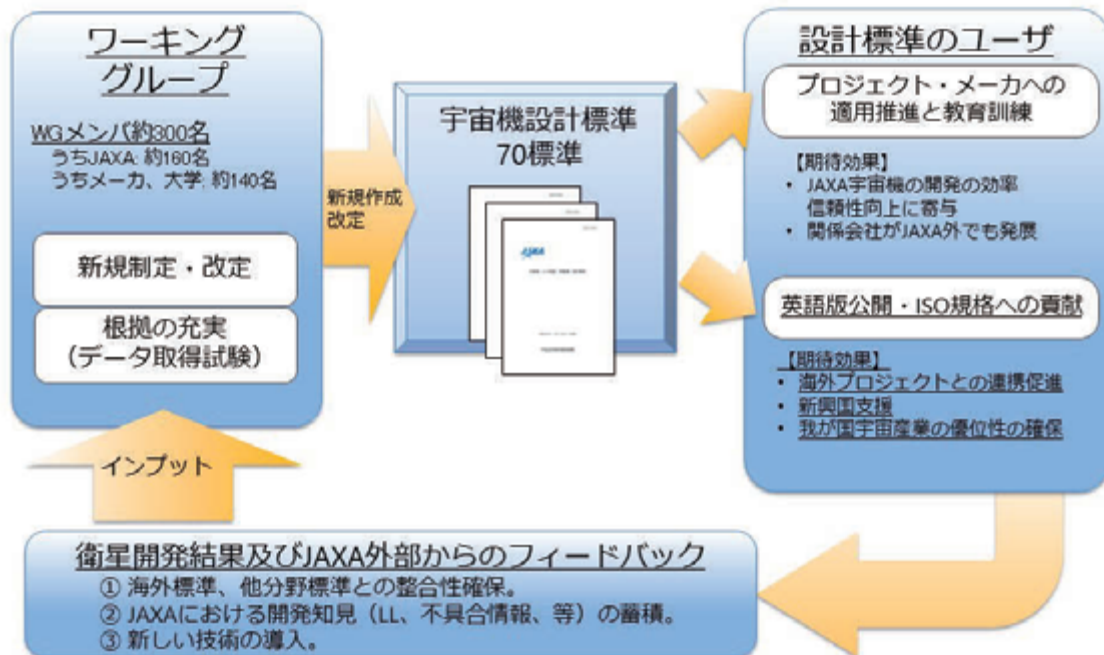 ワーキング
グループ
WGメンバ約300名
うちJAXA: 約160名
うちメーカ、大学: 約140名
新規制定・改定
根拠の充実
（データ取得試験）
新規作成
改定
宇宙機設計標準
70標準
JAXA
設計標準のユーザ
プロジェクト・メーカへの
適用推進と教育訓練
【期待効果】
• JAXA宇宙機の開発の効率
信頼性向上に寄与
• 関係会社がJAXA外でも発展
英語版公開・ISO規格への貢献
【期待効果】
• 海外プロジェクトとの連携促進
• 新興国支援
• 我が国宇宙産業の優位性の確保
インプット
衛星開発結果及びJAXA外部からのフィードバック
① 海外標準、他分野標準との整合性確保。
② JAXAにおける開発知見（LL、不具合情報、等）の蓄積。
③ 新しい技術の導入。